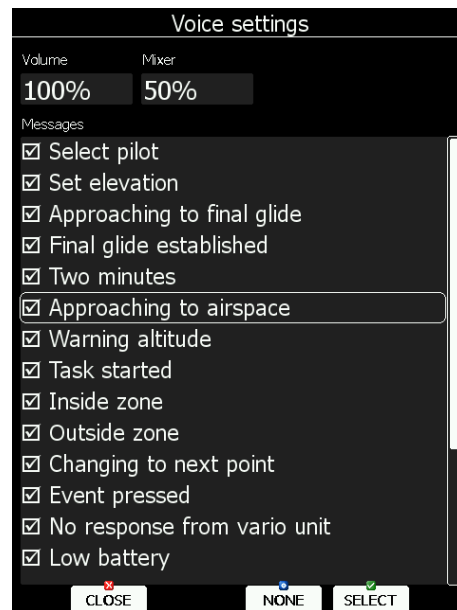 Voice settings
Volume Mixer
100% 50%
Messages
Select pilot
Set elevation
Approaching to final glide
Final glide established
Two minutes
Approaching to airspace
Warning altitude
Task started
Inside zone
Outside zone
Changing to next point
Event pressed
No response from vario unit
Low battery
CLOSE NONE SELECT